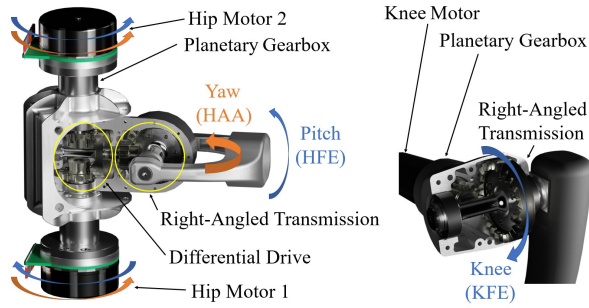 Hip Motor 2
Planetary Gearbox
Yaw
(HAA)
Pitch
(HFE)
Right-Angled Transmission
Differential Drive
Hip Motor 1
Knee Motor
Planetary Gearbox
Right-Angled
Transmission
Knee
(KFE)